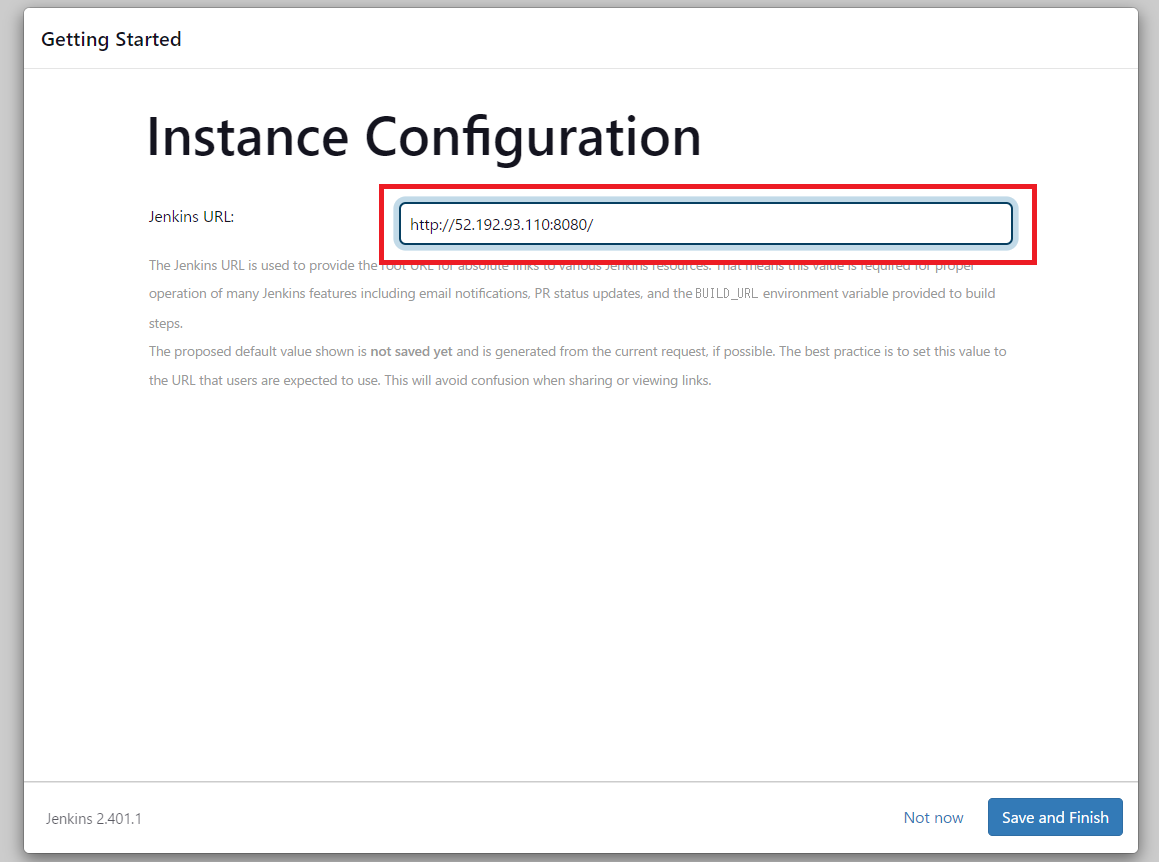 Getting Started
Instance Configuration
Jenkins URL:
http://52.192.93.110:8080/
The Jenkins URL is used to provide the root URL for absolute links to various Jenkins resources. That means this value is required for proper
operation of many Jenkins features including email notifications, PR status updates, and the BUILD_URL environment variable provided to build
steps.
The proposed default value shown is not saved yet and is generated from the current request, if possible. The best practice is to set this value to
the URL that users are expected to use. This will avoid confusion when sharing or viewing links.
Jenkins 2.401.1
Not now
Save and Finish